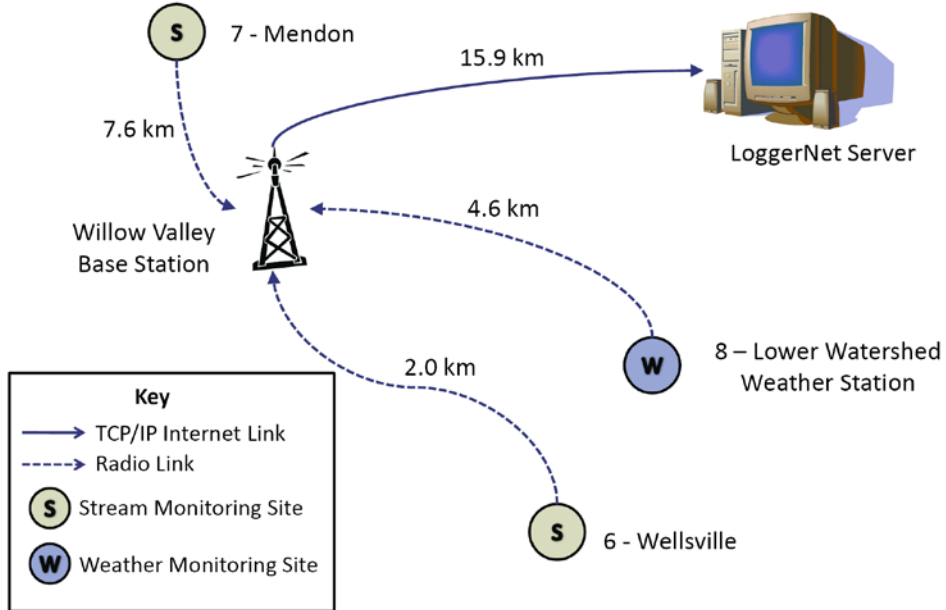 S
7 - Mendon
15.9 km
7.6 km
LoggerNet Server
Willow Valley
Base Station
4.6 km
W
8 – Lower Watershed
Weather Station
2.0 km
S
6 - Wellsville
Key
TCP/IP Internet Link
Radio Link
S Stream Monitoring Site
W Weather Monitoring Site